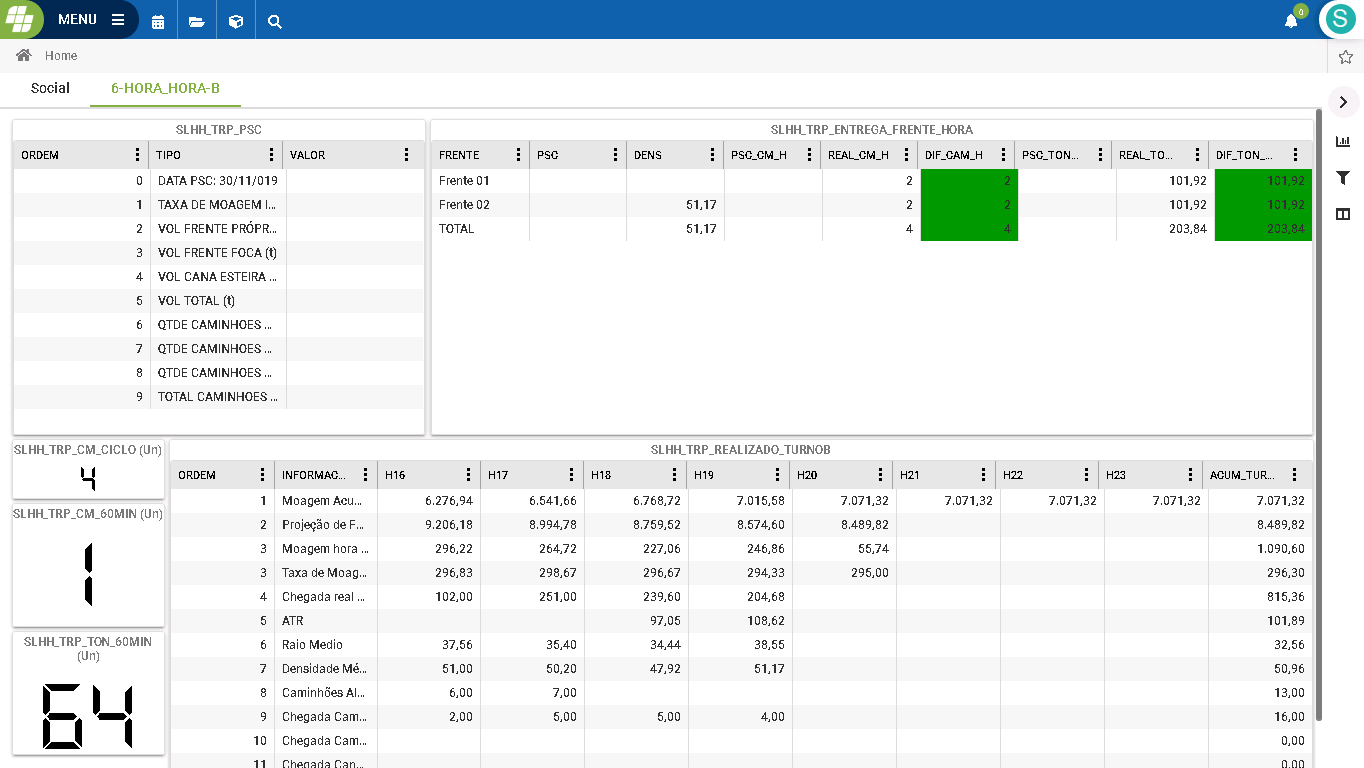 MENU
0
S
Home
Social 6-HORA_HORA-B
SLHH_TRP_PSC
ORDEM TIPO VALOR
0 DATA PSC: 30/11/019
1 TAXA DE MOAGEM I...
2 VOL FRENTE PRÓPR...
3 VOL FRENTE FOCA (t)
4 VOL CANA ESTEIRA ...
5 VOL TOTAL (t)
6 QTDE CAMINHOES ...
7 QTDE CAMINHOES ...
8 QTDE CAMINHOES ...
9 TOTAL CAMINHOES ...
SLHH_TRP_ENTREGA_FRENTE_HORA
FRENTE PSC DENS PSC_CM_H REAL_CM_H DIF_CAM_H PSC_TON... REAL_TO... DIF_TON_...
Frente 01 2 2 101,92 101,92
Frente 02 51,17 2 2 101,92 101,92
TOTAL 51,17 4 4 203,84 203,84
SLHH_TRP_CM_CICLO (Un)
4
SLHH_TRP_CM_60MIN (Un)
1
SLHH_TRP_TON_60MIN
(Un)
64
SLHH_TRP_REALIZADO_TURNOB
ORDEM INFORMAC... H16 H17 H18 H19 H20 H21 H22 H23 ACUM_TUR...
1 Moagem Acu... 6.276,94 6.541,66 6.768,72 7.015,58 7.071,32 7.071,32 7.071,32 7.071,32 7.071,32
2 Projeção de F... 9.206,18 8.994,78 8.759,52 8.574,60 8.489,82 8.489,82
3 Moagem hora ... 296,22 264,72 227,06 246,86 55,74 1.090,60
3 Taxa de Moag... 296,83 298,67 296,67 294,33 295,00 296,30
4 Chegada real ... 102,00 251,00 239,60 204,68 815,36
5 ATR 97,05 108,62 101,89
6 Raio Medio 37,56 35,40 34,44 38,55 32,56
7 Densidade Mé... 51,00 50,20 47,92 51,17 50,96
8 Caminhões Al... 6,00 7,00 13,00
9 Chegada Cam... 2,00 5,00 5,00 4,00 16,00
10 Chegada Cam... 0,00
11 Chegada Can... 0,00